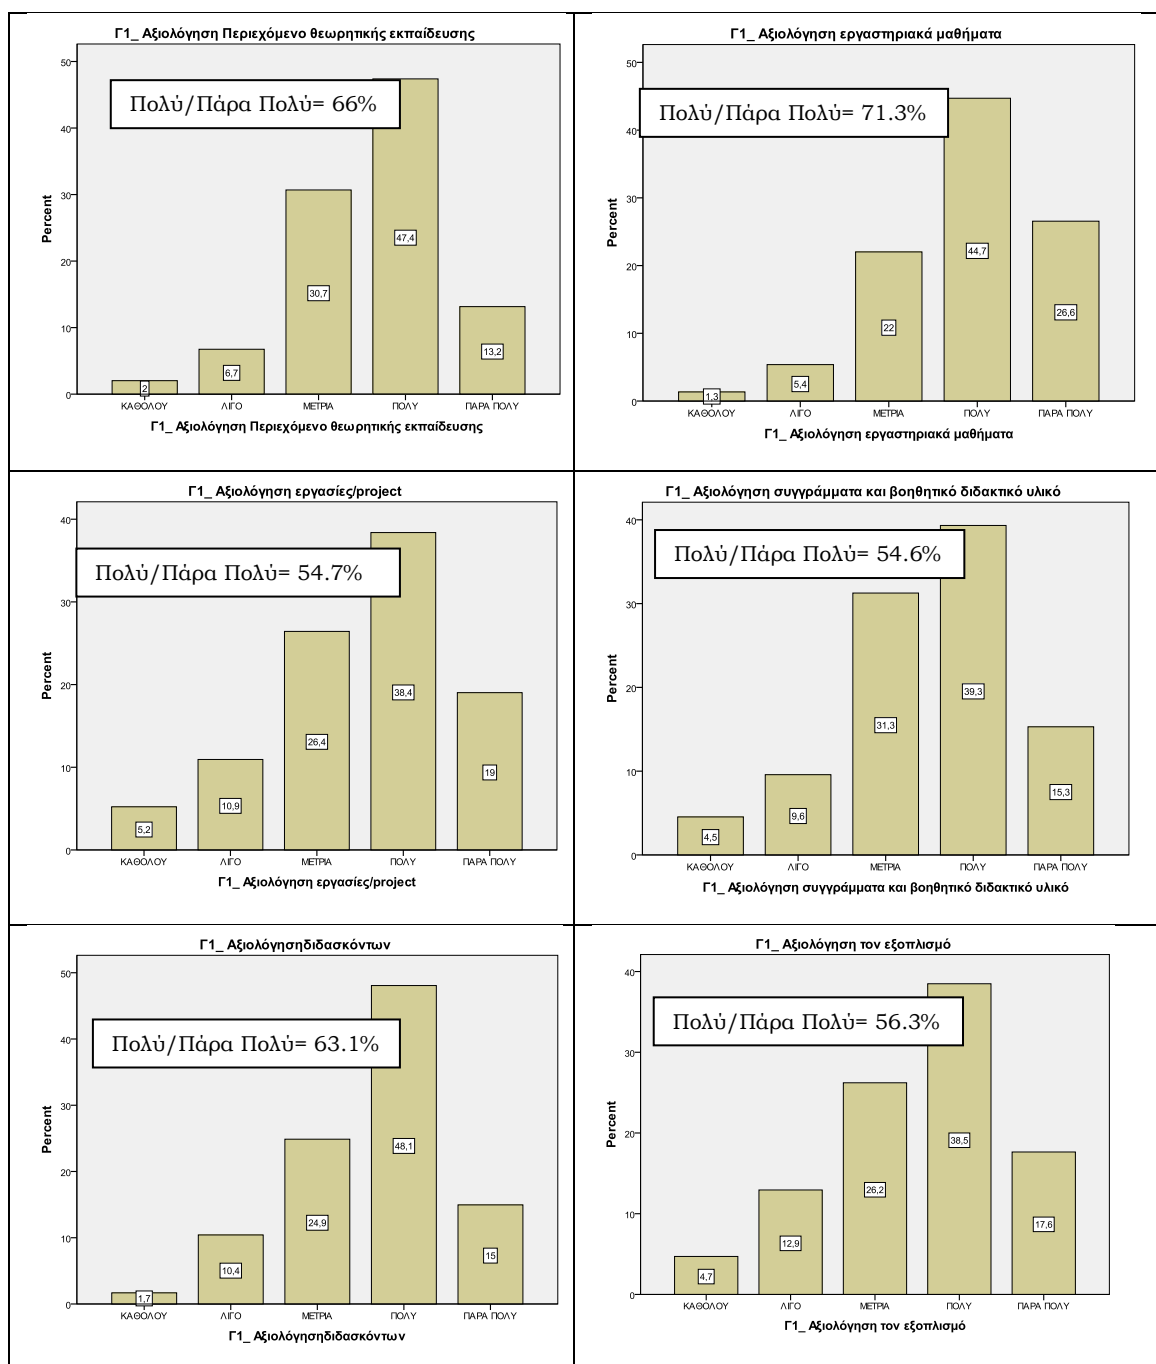 Γ1_ Αξιολόγηση Περιεχόμενο θεωρητικής εκπαίδευσης
Πολύ/Πάρα Πολύ= 66%
Percent
50
40
30
20
10
0
2
6,7
30,7
47,4
13,2
ΚΑΘΟΛΟΥ ΛΙΓΟ ΜΕΤΡΙΑ ΠΟΛΥ ΠΑΡΑ ΠΟΛΥ
Γ1_ Αξιολόγηση Περιεχόμενο θεωρητικής εκπαίδευσης
Γ1_ Αξιολόγηση εργαστηριακά μαθήματα
Πολύ/Πάρα Πολύ= 71.3%
Percent
50
40
30
20
10
0
1,3
5,4
22
44,7
26,6
ΚΑΘΟΛΟΥ ΛΙΓΟ ΜΕΤΡΙΑ ΠΟΛΥ ΠΑΡΑ ΠΟΛΥ
Γ1_ Αξιολόγηση εργαστηριακά μαθήματα
Γ1_ Αξιολόγηση εργασίες/project
Πολύ/Πάρα Πολύ= 54.7%
Percent
40
30
20
10
0
5,2
10,9
26,4
38,4
19
ΚΑΘΟΛΟΥ ΛΙΓΟ ΜΕΤΡΙΑ ΠΟΛΥ ΠΑΡΑ ΠΟΛΥ
Γ1_ Αξιολόγηση εργασίες/project
Γ1_ Αξιολόγηση συγγράμματα και βοηθητικό διδακτικό υλικό
Πολύ/Πάρα Πολύ= 54.6%
Percent
40
30
20
10
0
4,5
9,6
31,3
39,3
15,3
ΚΑΘΟΛΟΥ ΛΙΓΟ ΜΕΤΡΙΑ ΠΟΛΥ ΠΑΡΑ ΠΟΛΥ
Γ1_ Αξιολόγηση συγγράμματα και βοηθητικό διδακτικό υλικό
Γ1_ Αξιολόγησηδιδασκόντων
Πολύ/Πάρα Πολύ= 63.1%
Percent
50
40
30
20
10
0
1,7
10,4
24,9
48,1
15
ΚΑΘΟΛΟΥ ΛΙΓΟ ΜΕΤΡΙΑ ΠΟΛΥ ΠΑΡΑ ΠΟΛΥ
Γ1_ Αξιολόγησηδιδασκόντων
Γ1_ Αξιολόγηση τον εξοπλισμό
Πολύ/Πάρα Πολύ= 56.3%
Percent
40
30
20
10
0
4,7
12,9
26,2
38,5
17,6
ΚΑΘΟΛΟΥ ΛΙΓΟ ΜΕΤΡΙΑ ΠΟΛΥ ΠΑΡΑ ΠΟΛΥ
Γ1_ Αξιολόγηση τον εξοπλισμό